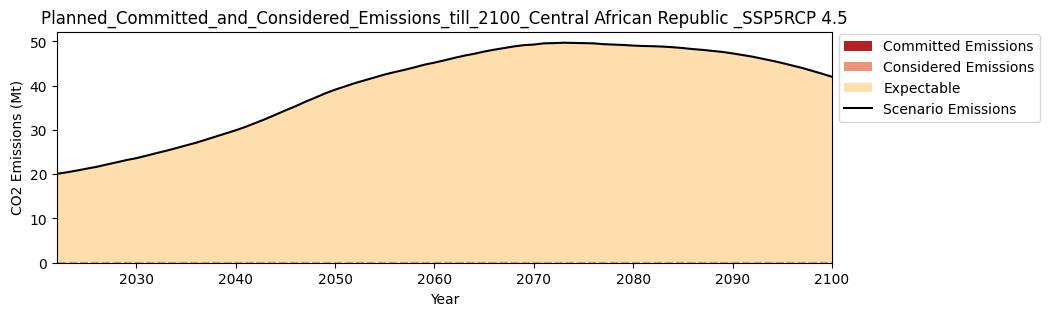 Planned_Committed_and_Considered_Emissions_till_2100_Central African Republic _SSP5RCP 4.5
50
40
30
20
10
0
CO2 Emissions (Mt)
2030 2040 2050 2060 2070 2080 2090 2100
Year
Committed Emissions
Considered Emissions
Expectable
Scenario Emissions